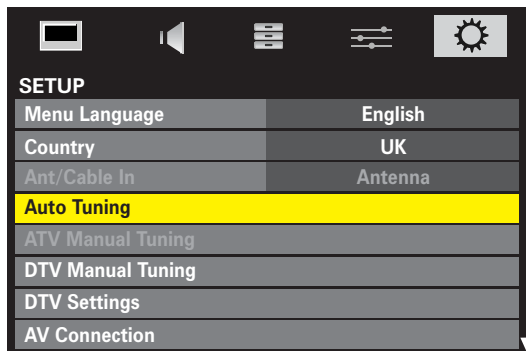 SETUP
Menu Language English
Country UK
Ant/Cable In Antenna
Auto Tuning
ATV Manual Tuning
DTV Manual Tuning
DTV Settings
AV Connection